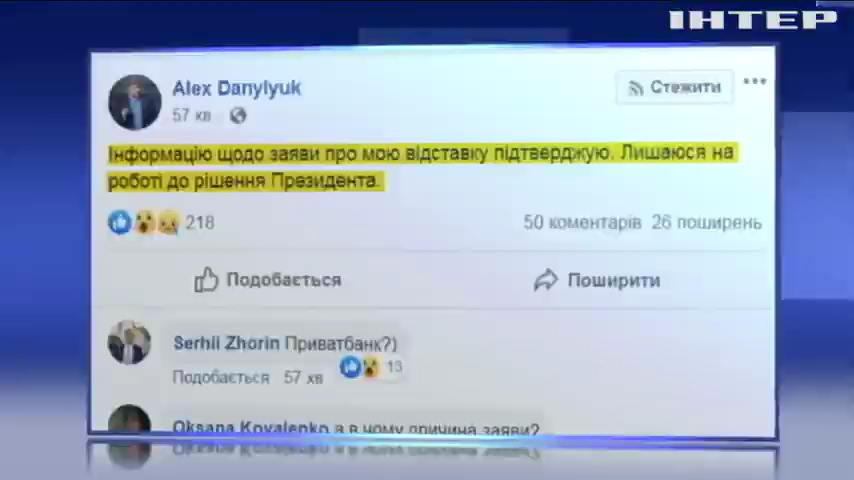 ІНТЕР
Alex Danylyuk
57 хв
Стежити
Інформацію щодо заяви про мою відставку підтверджую. Лишаюся на
роботі до рішення Президента.
218
50 коментарів 26 поширень
Подобається
Поширити
Serhii Zhorin Приватбанк?)
Подобається 57 хв
13
Oksana Kovalenko а в чому причина заяви?